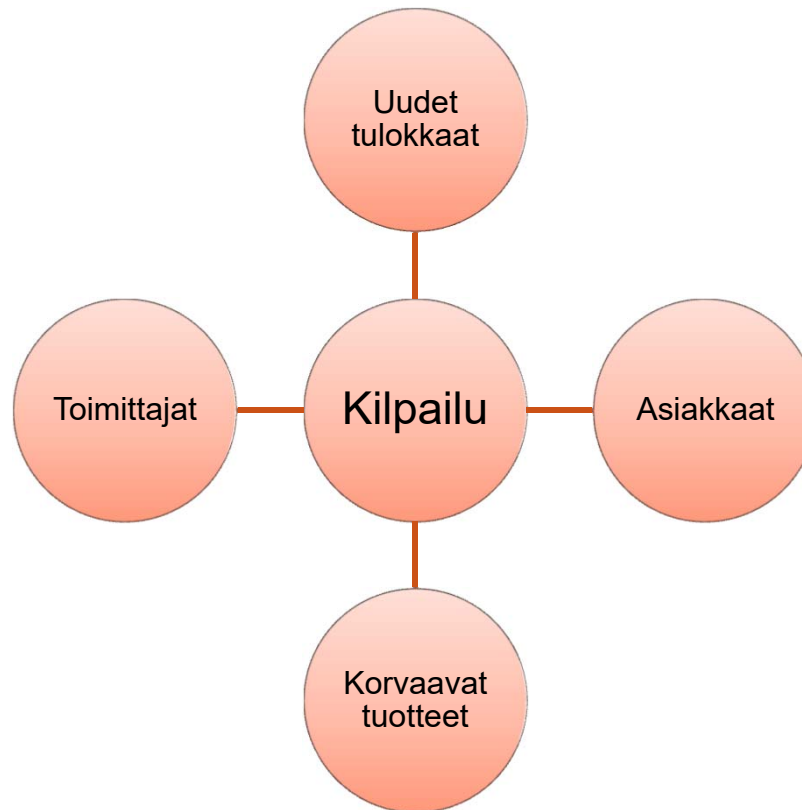 Uudet
tulokkaat
Toimittajat
Kilpailu
Asiakkaat
Korvaavat
tuotteet